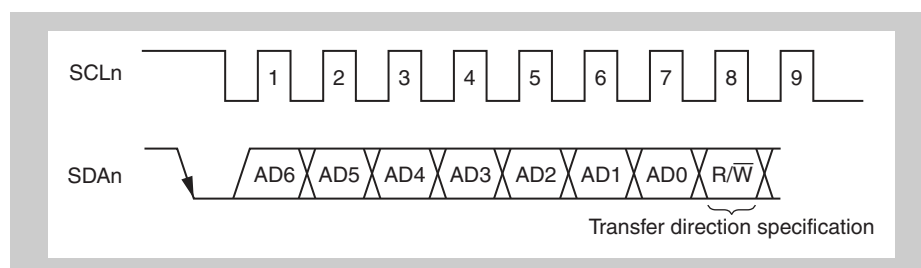 SCLn 1 2 3 4 5 6 7 8 9
SDAn AD6 AD5 AD4 AD3 AD2 AD1 AD0 R/W̅
Transfer direction specification